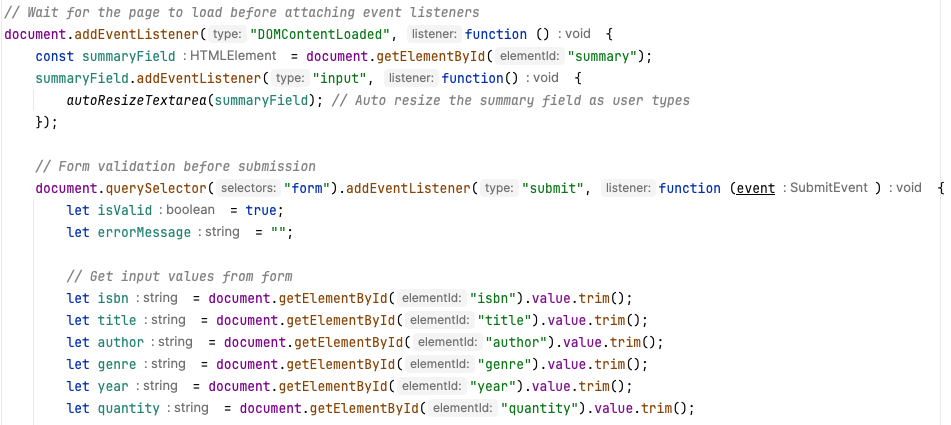 // Wait for the page to load before attaching event listeners
document.addEventListener( type: "DOMContentLoaded", listener: function () : void {
const summaryField : HTMLElement = document.getElementById( elementId: "summary");
summaryField.addEventListener( type: "input", listener: function() : void {
autoResizeTextarea(summaryField); // Auto resize the summary field as user types
});
// Form validation before submission
document.querySelector( selectors: "form").addEventListener( type: "submit", listener: function (event : SubmitEvent ) : void {
let isValid : boolean = true;
let errorMessage : string = "";
// Get input values from form
let isbn : string = document.getElementById( elementId: "isbn").value.trim();
let title : string = document.getElementById( elementId: "title").value.trim();
let author : string = document.getElementById( elementId: "author").value.trim();
let genre : string = document.getElementById( elementId: "genre").value.trim();
let year : string = document.getElementById( elementId: "year").value.trim();
let quantity : string = document.getElementById( elementId: "quantity").value.trim();